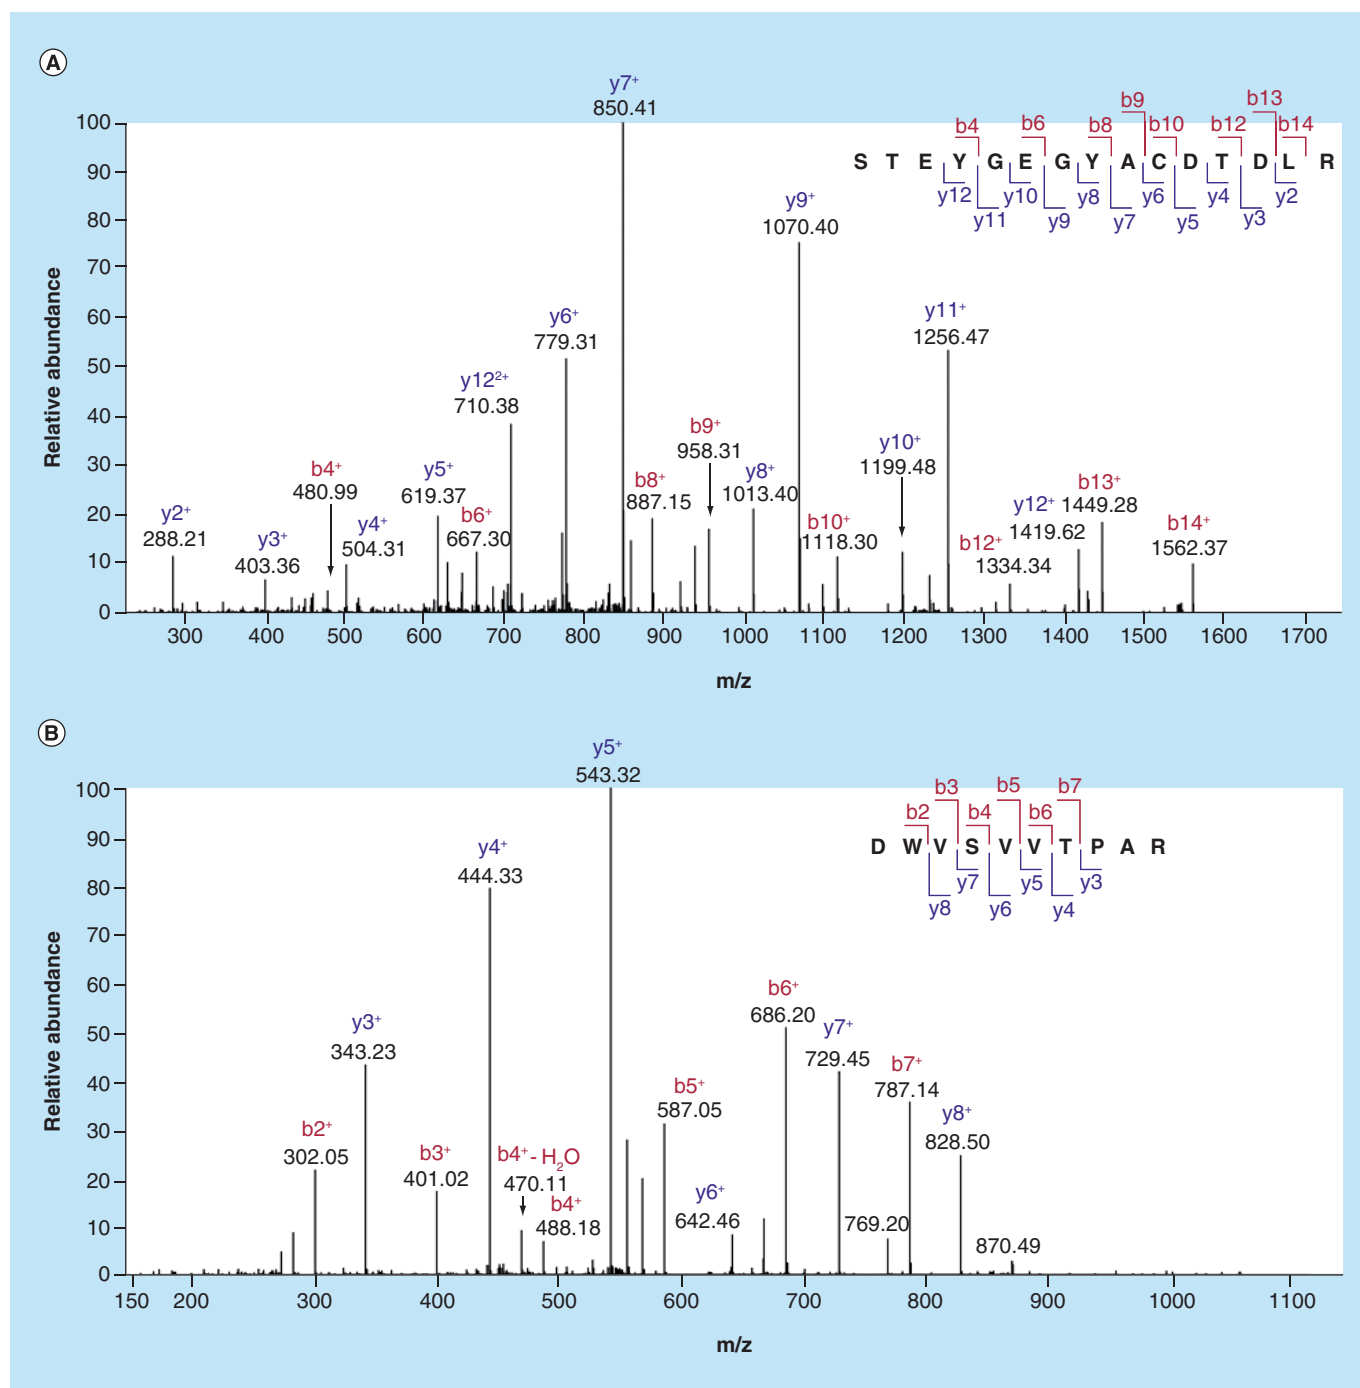 A
y7+
850.41
b9 b13
b4 b6 b8 b10 b12 b14
S T E Y G E G Y A C D T D L R
y12 y10 y8 y6 y4 y2
y11 y9 y7 y5 y3
y9+
1070.40
y11+
1256.47
y6+
779.31
y12²⁺
710.38
b9+
958.31
y10+
1199.48
b4+
480.99
y5+
619.37
b8+
887.15
y8+
1013.40
b13+
1449.28
y2+
288.21
y3+
403.36
y4+
504.31
b6+
667.30
b10+
1118.30
b12+
1334.34
y12+
1419.62
b14+
1562.37
Relative abundance
100
90
80
70
60
50
40
30
20
10
0
300 400 500 600 700 800 900 1000 1100 1200 1300 1400 1500 1600 1700
m/z
B
y5+
543.32
b3 b5 b7
b2 b4 b6
D W V S V V T P A R
y7 y5 y3
y8 y6 y4
y4+
444.33
y3+
343.23
b6+
686.20
y7+
729.45
b5+
587.05
b7+
787.14
y8+
828.50
b2+
302.05
b3+
401.02
b4+- H₂O
470.11
b4+
488.18
y6+
642.46
769.20
870.49
Relative abundance
100
90
80
70
60
50
40
30
20
10
0
150 200 300 400 500 600 700 800 900 1000 1100
m/z